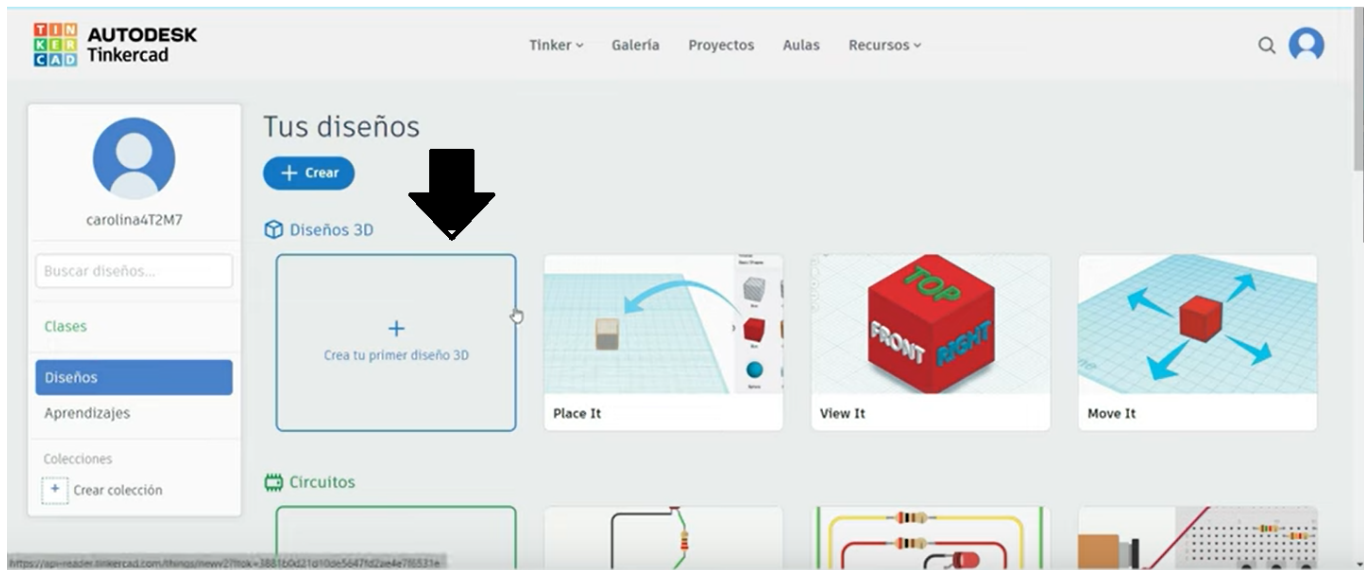 TIN
KER
CAD
AUTODESK
Tinkercad
Tinker
Galería
Proyectos
Aulas
Recursos
carolina4T2M7
Buscar diseños...
Clases
Diseños
Aprendizajes
Colecciones
+ Crear colección
Tus diseños
+ Crear
Diseños 3D
+
Crea tu primer diseño 3D
Place It
TOP
FRONT
RIGHT
View It
Move It
Circuitos